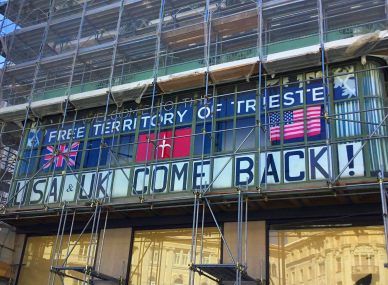 FREE TERRITORY OF TRIESTE
USA & UK COME BACK!